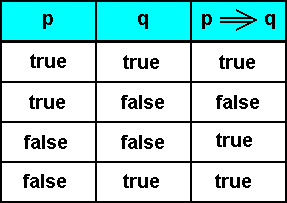 p q p ⟹ q
true true true
true false false
false false true
false true true